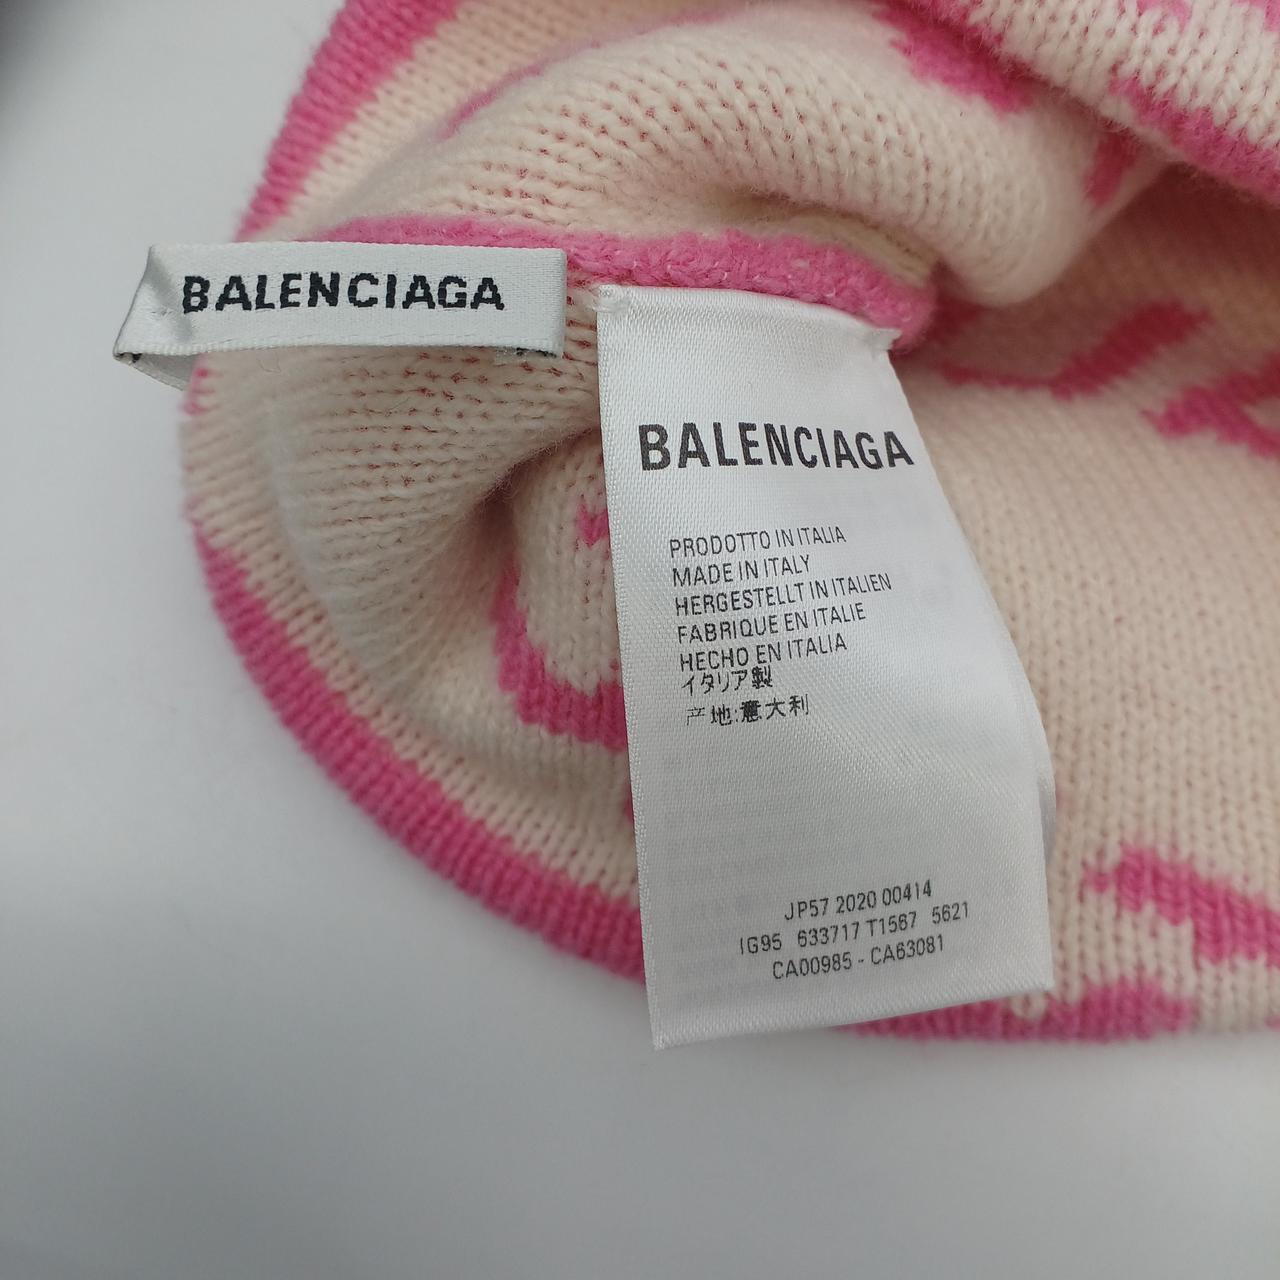 BALENCIAGA
BALENCIAGA
PRODOTTO IN ITALIA
MADE IN ITALY
HERGESTELLT IN ITALIEN
FABRIQUE EN ITALIE
HECHO EN ITALIA
イタリア製
产地:意大利
JP57 2020 00414
IG95 633717 T1567 5621
CA00985 - CA63081